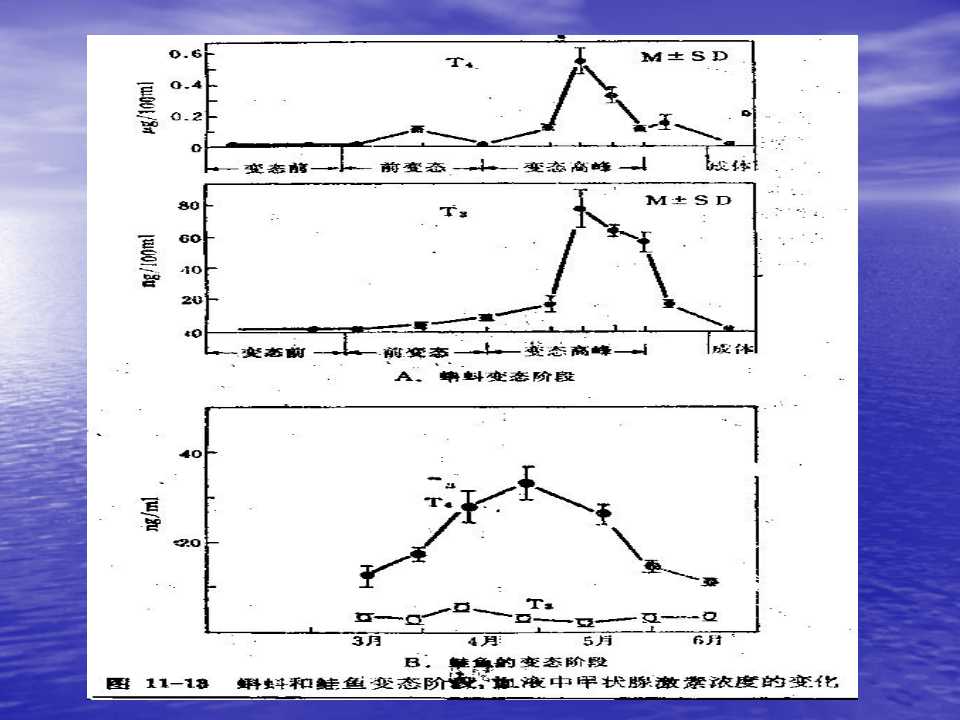 T₄
M±SD
0.6
0.4
0.2
0
μg/100ml
变态前 前变态 变态高峰 成体
T₃
M±SD
80
60
40
20
0
ng/100ml
变态前 前变态 变态高峰 成体
A. 蝌蚪变态阶段
40
20
ng/ml
T₄
T₃
3月 4月 5月 6月
B. 鲑鱼的变态阶段
图 11-13 蝌蚪和鲑鱼变态阶段,血液中甲状腺激素浓度的变化